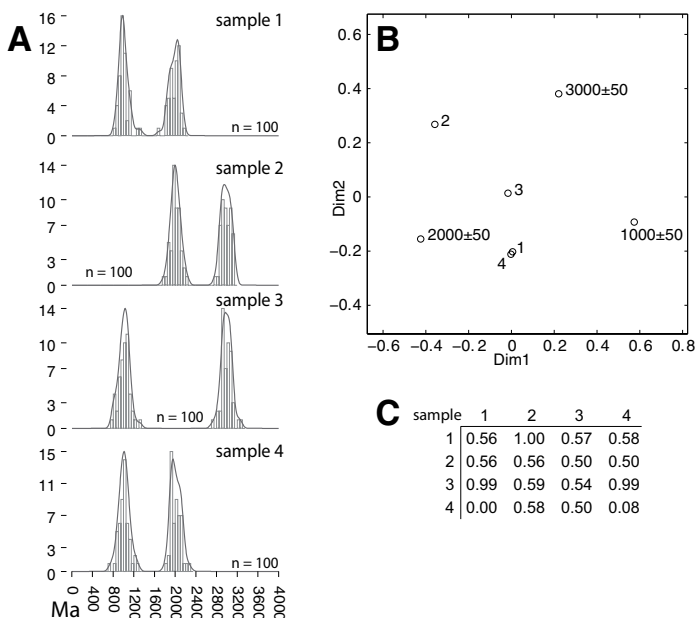 A
sample 1
16
12
8
4
0
n = 100
sample 2
14
10
7
3
0
n = 100
sample 3
14
10
7
3
0
n = 100
sample 4
15
11
7
3
0
n = 100
0 400 800 1200 1600 2000 2400 2800 3200 3600 4000
Ma
B
0.6
0.4
0.2
0
−0.2
−0.4
Dim2
3000±50
2
3
2000±50
1000±50
1
4
−0.6 −0.4 −0.2 0 0.2 0.4 0.6 0.8
Dim1
C
sample 1 2 3 4
1 0.56 1.00 0.57 0.58
2 0.56 0.56 0.50 0.50
3 0.99 0.59 0.54 0.99
4 0.00 0.58 0.50 0.08